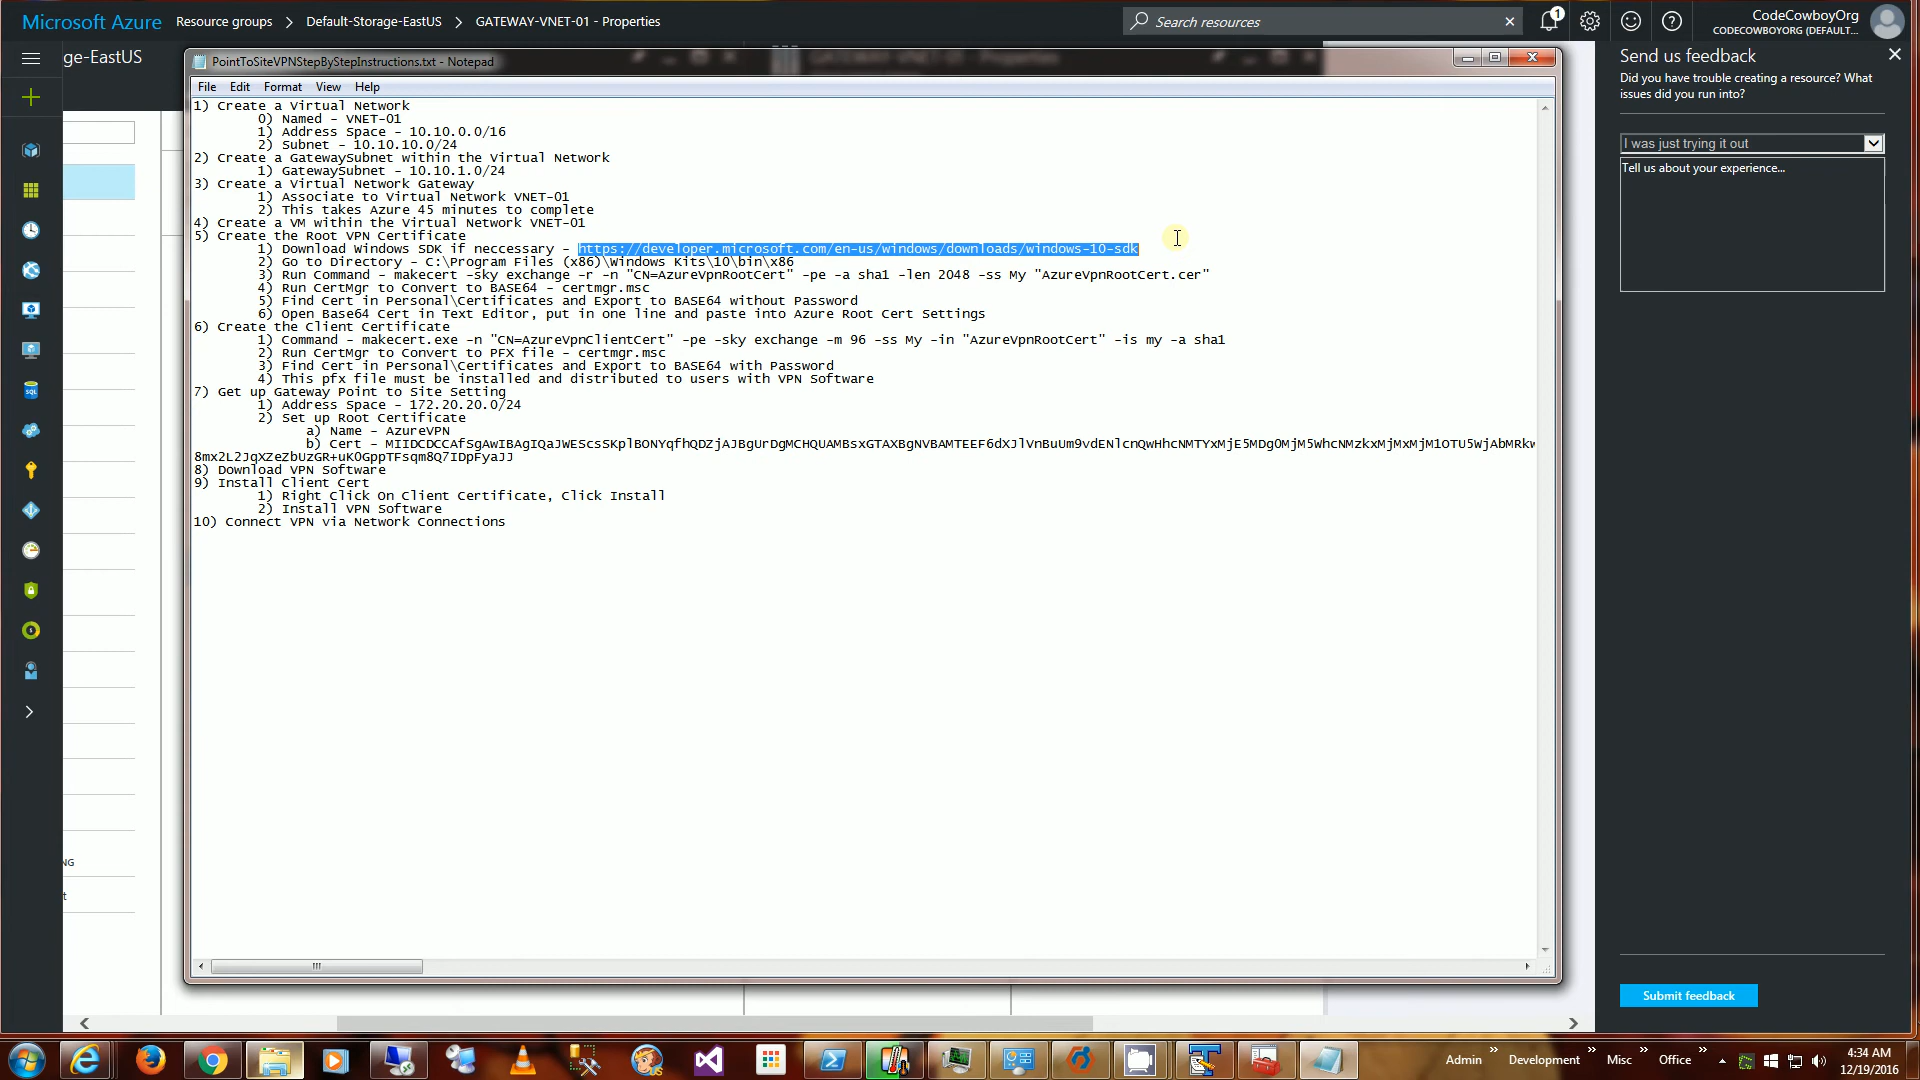 Microsoft Azure Resource groups > Default-Storage-EastUS > GATEWAY-VNET-01 - Properties
Search resources
1
CodeCowboyOrg
CODECOWBOYORG (DEFAULT...
ge-EastUS
PointToSiteVPNStepByStepInstructions.txt - Notepad
GATEWAY-VNET-01 - Properties
File Edit Format View Help
1) Create a Virtual Network
0) Named - VNET-01
1) Address Space - 10.10.0.0/16
2) Subnet - 10.10.10.0/24
2) Create a GatewaySubnet within the Virtual Network
1) GatewaySubnet - 10.10.1.0/24
3) Create a Virtual Network Gateway
1) Associate to Virtual Network VNET-01
2) This takes Azure 45 minutes to complete
4) Create a VM within the Virtual Network VNET-01
5) Create the Root VPN Certificate
1) Download Windows SDK if neccessary - https://developer.microsoft.com/en-us/windows/downloads/windows-10-sdk
2) Go to Directory - C:\Program Files (x86)\Windows Kits\10\bin\x86
3) Run Command - makecert -sky exchange -r -n "CN=AzureVpnRootCert" -pe -a sha1 -len 2048 -ss My "AzureVpnRootCert.cer"
4) Run CertMgr to Convert to BASE64 - certmgr.msc
5) Find Cert in Personal\Certificates and Export to BASE64 without Password
6) Open Base64 Cert in Text Editor, put in one line and paste into Azure Root Cert Settings
6) Create the Client Certificate
1) Command - makecert.exe -n "CN=AzureVpnClientCert" -pe -sky exchange -m 96 -ss My -in "AzureVpnRootCert" -is my -a sha1
2) Run CertMgr to Convert to PFX file - certmgr.msc
3) Find Cert in Personal\Certificates and Export to BASE64 with Password
4) This pfx file must be installed and distributed to users with VPN Software
7) Get up Gateway Point to Site Setting
1) Address Space - 172.20.20.0/24
2) Set up Root Certificate
a) Name - AzureVPN
b) Cert - MIIDCDCCAfSgAwIBAgIQaJWEScsSKplBONYqfhQDZjAJBgUrDgMCHQUAMBsxGTAXBgNVBAMTEEF6dXJlVnBuUm9vdENlcnQwHhcNMTYxMjE5MDg0MjM5WhcNMzkxMjMxMjM1OTU5WjAbMRkw
8mx2L2JqXZeZbUzGR+uK0GppTFsqm8Q7IDpFyaJJ
8) Download VPN Software
9) Install Client Cert
1) Right Click On Client Certificate, Click Install
2) Install VPN Software
10) Connect VPN via Network Connections
NG
t
Send us feedback
Did you have trouble creating a resource? What
issues did you run into?
I was just trying it out
Tell us about your experience...
Submit feedback
Admin Development Misc Office
4:34 AM
12/19/2016